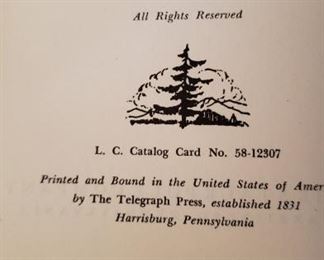 All Rights Reserved
L. C. Catalog Card No. 58-12307
Printed and Bound in the United States of Amer
by The Telegraph Press, established 1831
Harrisburg, Pennsylvania